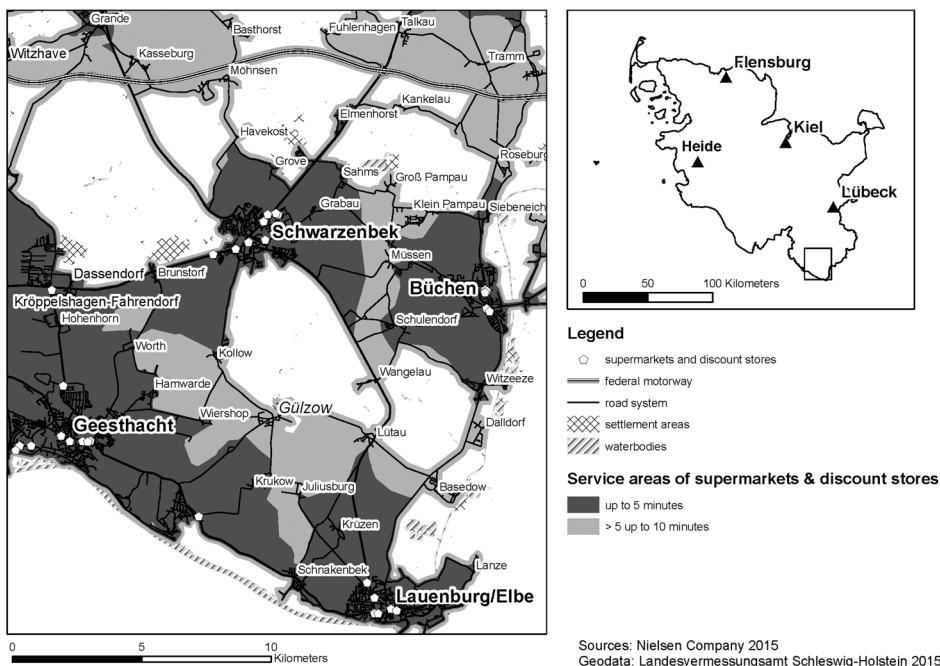 Grande
Basthorst
Fuhlenhagen
Talkau
Witzhave
Kasseburg
Tramm
Möhnsen
Kankelau
Elmenhorst
Havekost
Roseburg
Grove
Sahms
Groß Pampau
Grabau
Klein Pampau
Siebeneich
Schwarzenbek
Müssen
Dassendorf
Brunstorf
Büchen
Kröppelshagen-Fahrendorf
Hohenhorn
Schulendorf
Worth
Kollow
Wangelau
Hamwarde
Witzeeze
Gülzow
Wiershop
Dalldorf
Geesthacht
Lütau
Krukow
Juliusburg
Basedow
Krüzen
Schnakenbek
Lanze
Lauenburg/Elbe
0 5 10
Kilometers
Flensburg
Kiel
Heide
Lübeck
0 50 100 Kilometers
Legend
supermarkets and discount stores
federal motorway
road system
settlement areas
waterbodies
Service areas of supermarkets & discount stores
up to 5 minutes
> 5 up to 10 minutes
Sources: Nielsen Company 2015
Geodata: Landesvermessungsamt Schleswig-Holstein 2015